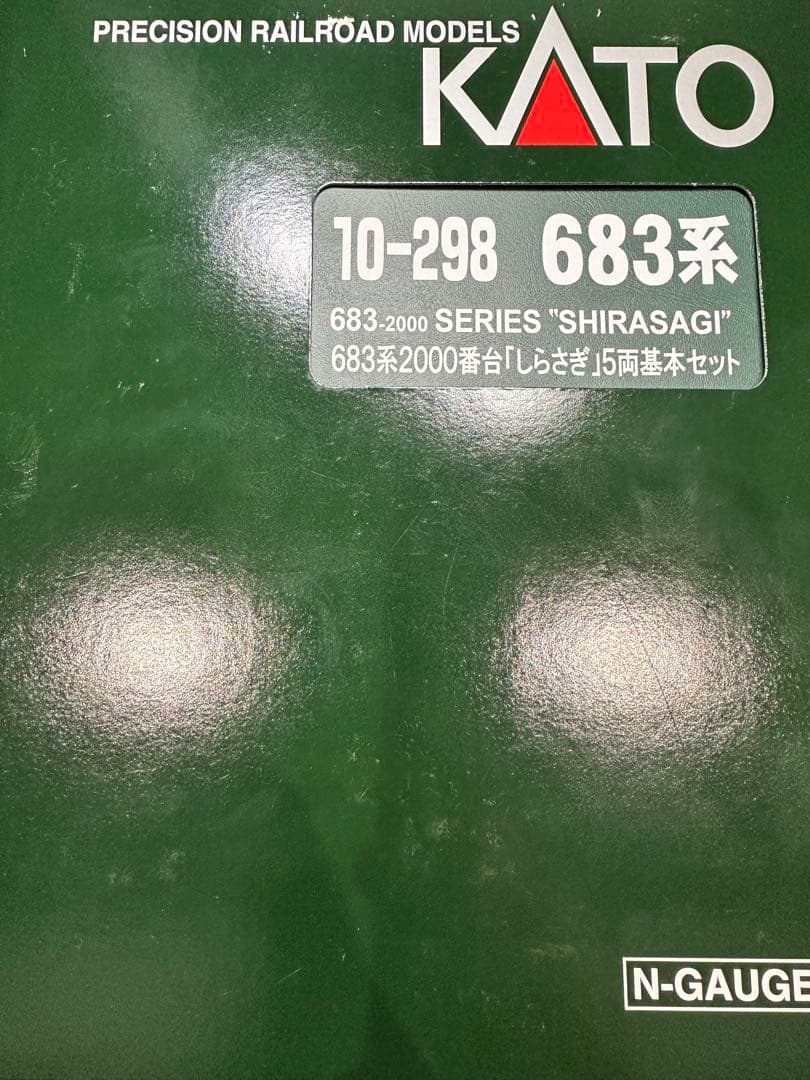 PRECISION RAILROAD MODELS
KATO
10-298 683系
683-2000 SERIES "SHIRASAGI"
683系2000番台「しらさぎ」5両基本セット
N-GAUGE